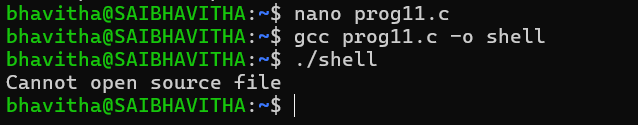 bhavitha@SAIBHAVITHA:~$ nano prog11.c
bhavitha@SAIBHAVITHA:~$ gcc prog11.c -o shell
bhavitha@SAIBHAVITHA:~$ ./shell
Cannot open source file
bhavitha@SAIBHAVITHA:~$